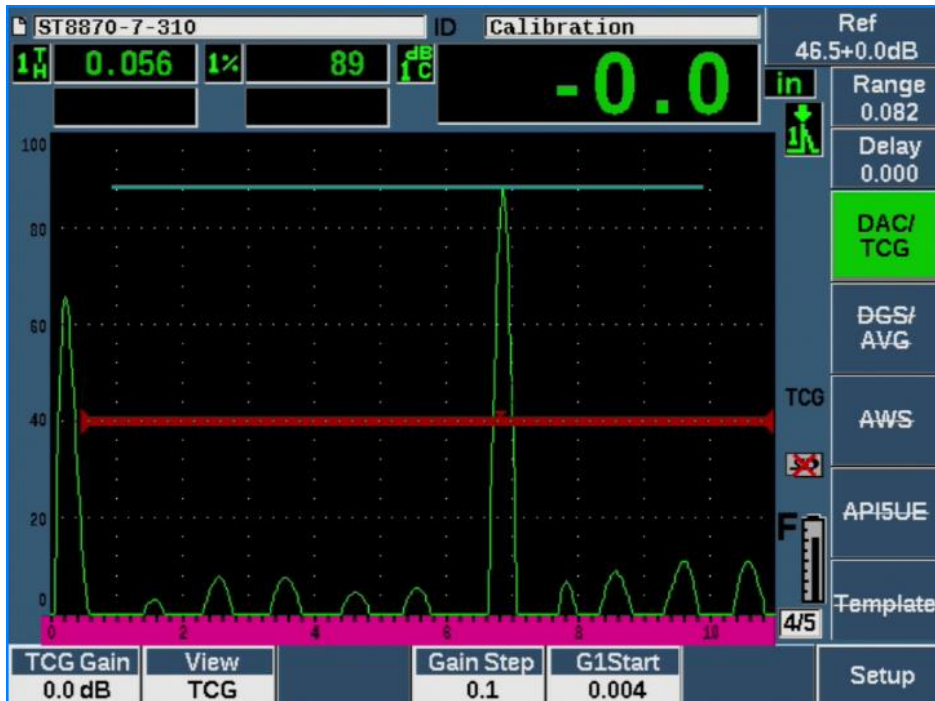 ST8870-7-310 ID Calibration Ref
46.5+0.0dB
1 TH 0.056 1% 89 1 dB C -0.0 in
Range
0.082
1
Delay
0.000
100
80
60
40
20
0
0 2 4 6 8 10
DAC/
TCG
DGS/
AVG
TCG
AWS
API5UE
F
Template
4/5
TCG Gain
0.0 dB
View
TCG
Gain Step
0.1
G1Start
0.004
Setup